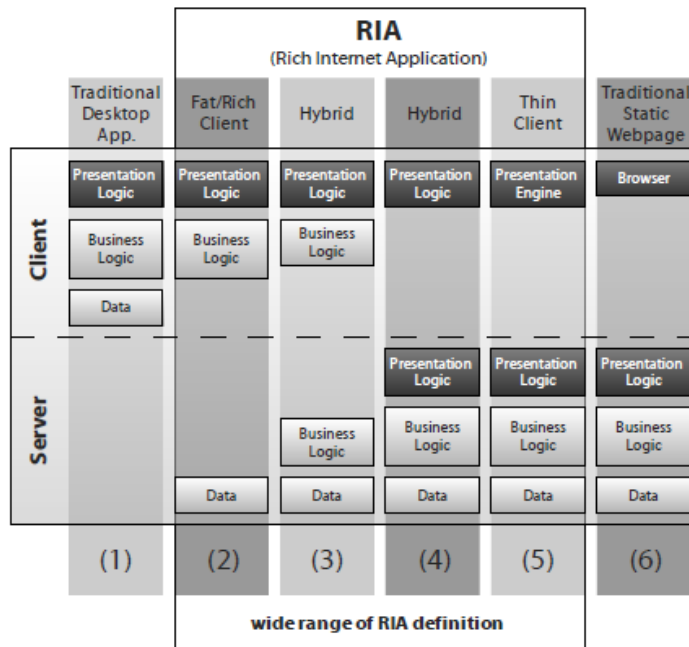 RIA
(Rich Internet Application)
Traditional
Desktop
App.
Fat/Rich
Client
Hybrid
Hybrid
Thin
Client
Traditional
Static
Webpage
Client
Presentation
Logic
Presentation
Logic
Presentation
Logic
Presentation
Logic
Presentation
Engine
Browser
Business
Logic
Business
Logic
Business
Logic
Data
Server
Presentation
Logic
Presentation
Logic
Presentation
Logic
Business
Logic
Business
Logic
Business
Logic
Business
Logic
Data
Data
Data
Data
Data
(1)
(2)
(3)
(4)
(5)
(6)
wide range of RIA definition